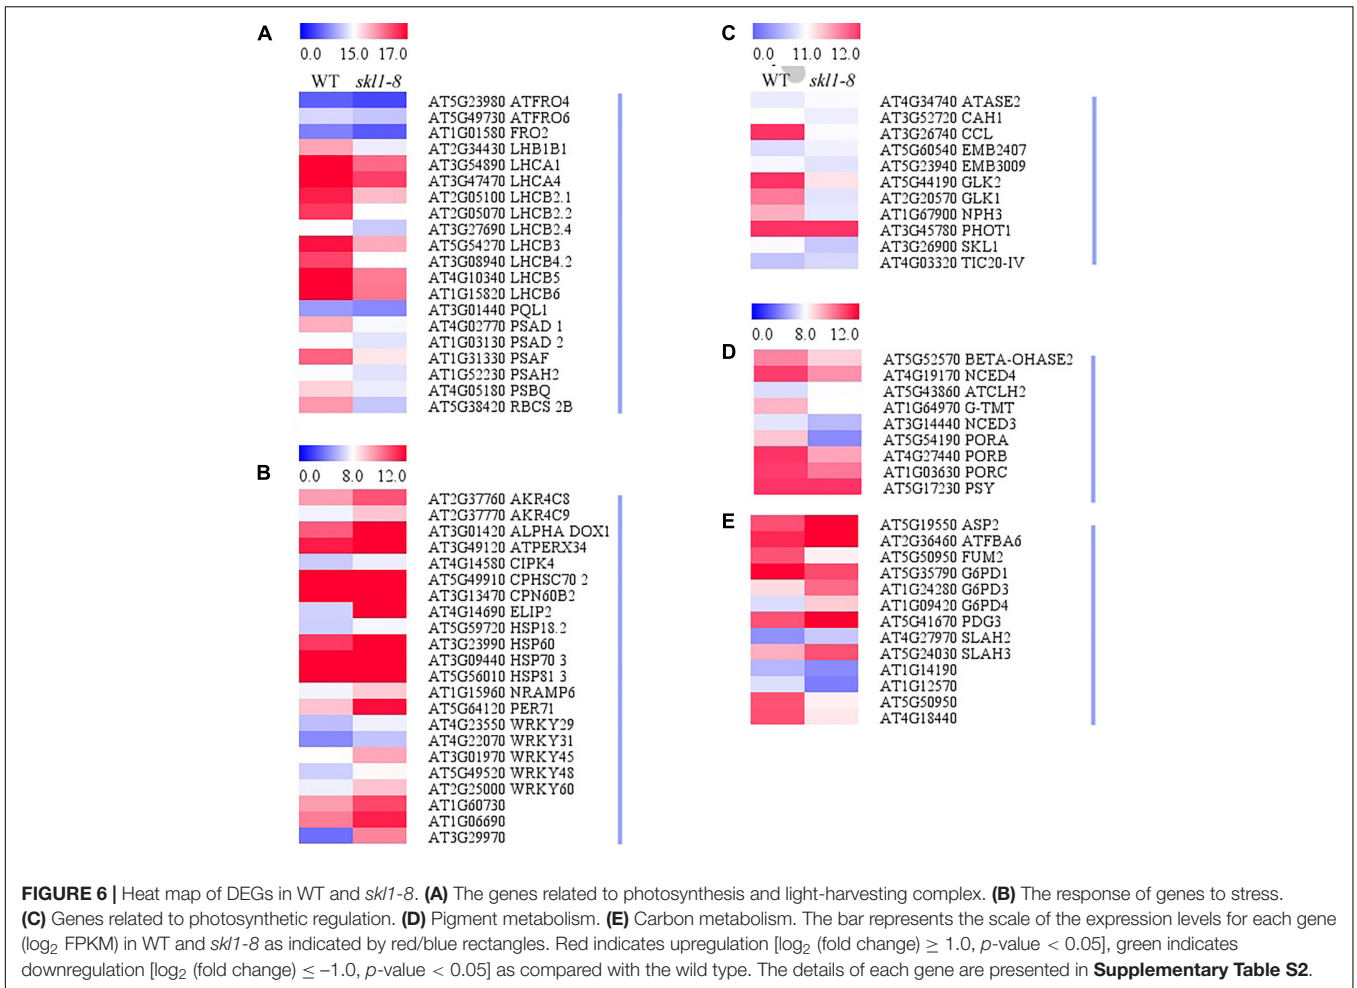 A
0.0 15.0 17.0
WT skl1-8
AT5G23980 ATFRO4
AT5G49730 ATFRO6
AT1G01580 FRO2
AT2G34430 LHB1B1
AT3G54890 LHCA1
AT3G47470 LHCA4
AT2G05100 LHCB2.1
AT2G05070 LHCB2.2
AT3G27690 LHCB2.4
AT5G54270 LHCB3
AT3G08940 LHCB4.2
AT4G10340 LHCB5
AT1G15820 LHCB6
AT3G01440 PQL1
AT4G02770 PSAD 1
AT1G03130 PSAD 2
AT1G31330 PSAF
AT1G52230 PSAH2
AT4G05180 PSBQ
AT5G38420 RBCS 2B
B
0.0 8.0 12.0
AT2G37760 AKR4C8
AT2G37770 AKR4C9
AT3G01420 ALPHA DOX1
AT3G49120 ATPERX34
AT4G14580 CIPK4
AT5G49910 CPHSC70 2
AT3G13470 CPN60B2
AT4G14690 ELIP2
AT5G59720 HSP18.2
AT3G23990 HSP60
AT3G09440 HSP70 3
AT5G56010 HSP81 3
AT1G15960 NRAMP6
AT5G64120 PER71
AT4G23550 WRKY29
AT4G22070 WRKY31
AT3G01970 WRKY45
AT5G49520 WRKY48
AT2G25000 WRKY60
AT1G60730
AT1G06690
AT3G29970
C
0.0 11.0 12.0
WT skl1-8
AT4G34740 ATASE2
AT3G52720 CAH1
AT3G26740 CCL
AT5G60540 EMB2407
AT5G23940 EMB3009
AT5G44190 GLK2
AT2G20570 GLK1
AT1G67900 NPH3
AT3G45780 PHOT1
AT3G26900 SKL1
AT4G03320 TIC20-IV
0.0 8.0 12.0
D
AT5G52570 BETA-OHASE2
AT4G19170 NCED4
AT5G43860 ATCLH2
AT1G64970 G-TMT
AT3G14440 NCED3
AT5G54190 PORA
AT4G27440 PORB
AT1G03630 PORC
AT5G17230 PSY
E
AT5G19550 ASP2
AT2G36460 ATFBA6
AT5G50950 FUM2
AT5G35790 G6PD1
AT1G24280 G6PD3
AT1G09420 G6PD4
AT5G41670 PDG3
AT4G27970 SLAH2
AT5G24030 SLAH3
AT1G14190
AT1G12570
AT5G50950
AT4G18440
FIGURE 6 | Heat map of DEGs in WT and skl1-8. (A) The genes related to photosynthesis and light-harvesting complex. (B) The response of genes to stress.
(C) Genes related to photosynthetic regulation. (D) Pigment metabolism. (E) Carbon metabolism. The bar represents the scale of the expression levels for each gene
(log₂ FPKM) in WT and skl1-8 as indicated by red/blue rectangles. Red indicates upregulation [log₂ (fold change) ≥ 1.0, p-value < 0.05], green indicates
downregulation [log₂ (fold change) ≤ –1.0, p-value < 0.05] as compared with the wild type. The details of each gene are presented in Supplementary Table S2.